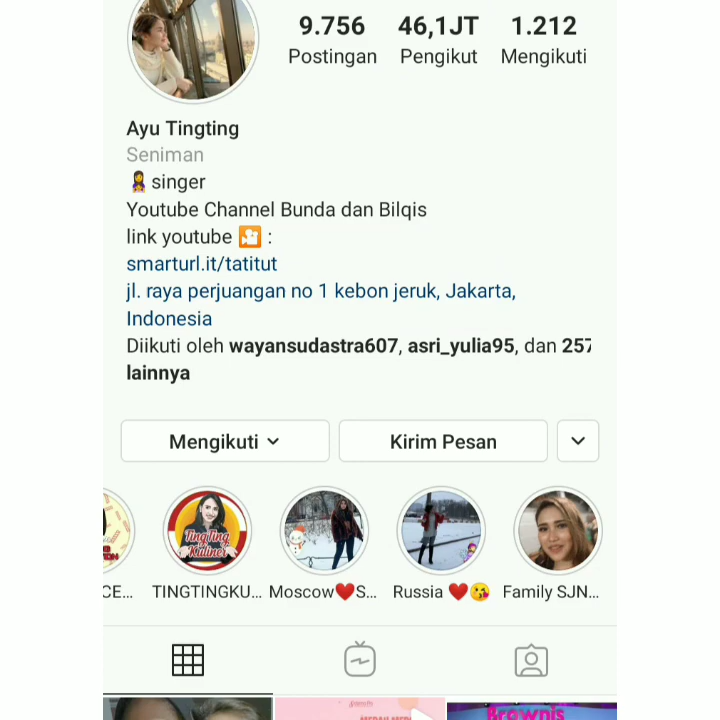 9.756 46,1JT 1.212
Postingan Pengikut Mengikuti
Ayu Tingting
Seniman
singer
Youtube Channel Bunda dan Bilqis
link youtube :
smarturl.it/tatitut
jl. raya perjuangan no 1 kebon jeruk, Jakarta,
Indonesia
Diikuti oleh wayansudastra607, asri_yulia95, dan 257
lainnya
Mengikuti Kirim Pesan
TingTing
Kuliner
CE... TINGTINGKU... Moscow❤️S... Russia ❤️😘 Family SJN...
Brownis